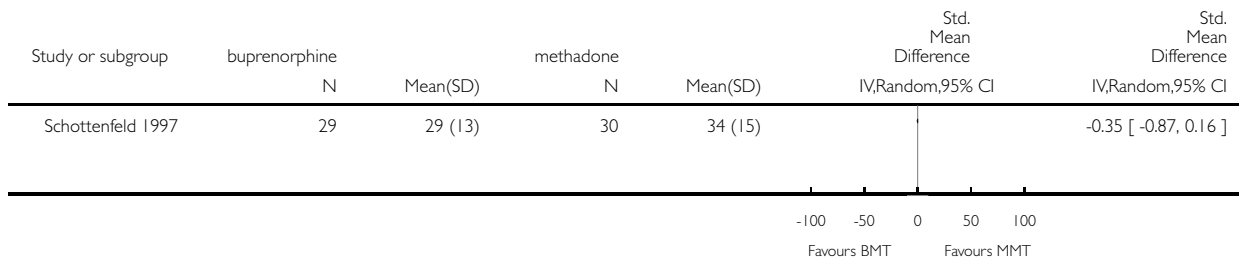 Std. Mean Difference Std. Mean Difference
Study or subgroup buprenorphine methadone
N Mean(SD) N Mean(SD) IV,Random,95% CI IV,Random,95% CI
Schottenfeld 1997 29 29 (13) 30 34 (15) -0.35 [ -0.87, 0.16 ]
-100 -50 0 50 100
Favours BMT Favours MMT